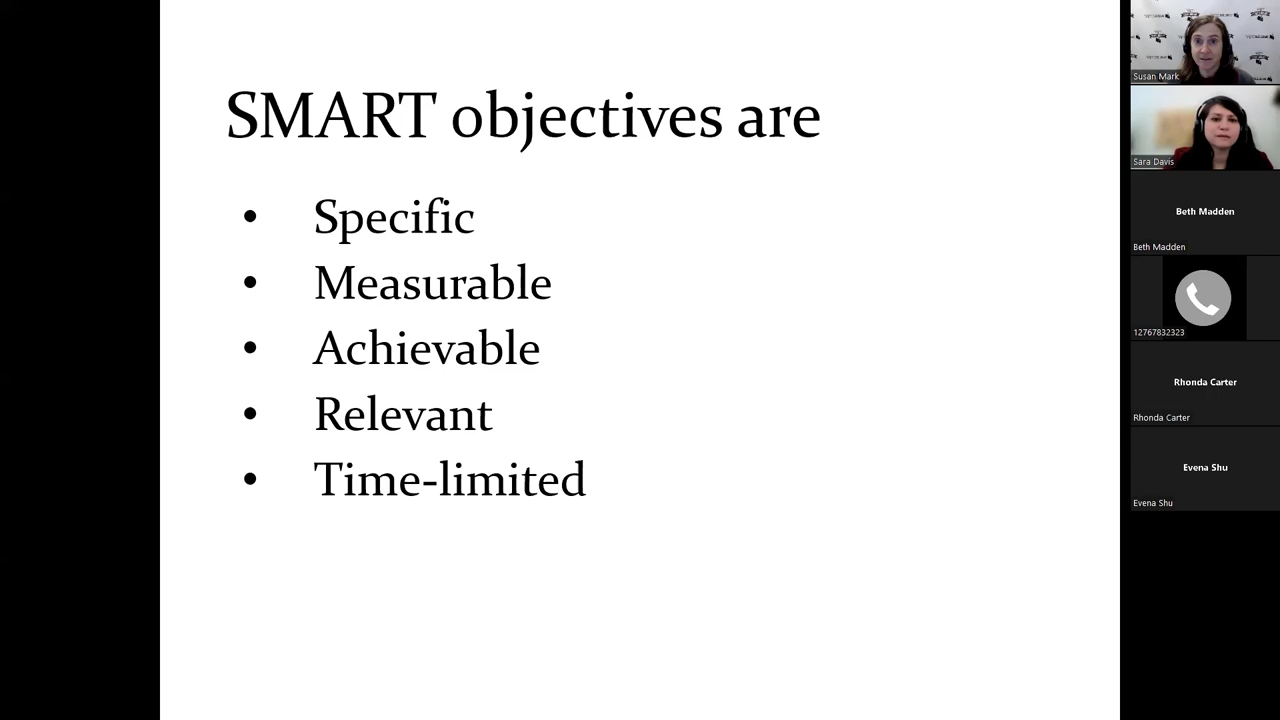 SMART objectives are
• Specific
• Measurable
• Achievable
• Relevant
• Time-limited
Susan Mark
Sara Davis
Beth Madden
Beth Madden
12767832323
Rhonda Carter
Rhonda Carter
Evena Shu
Evena Shu